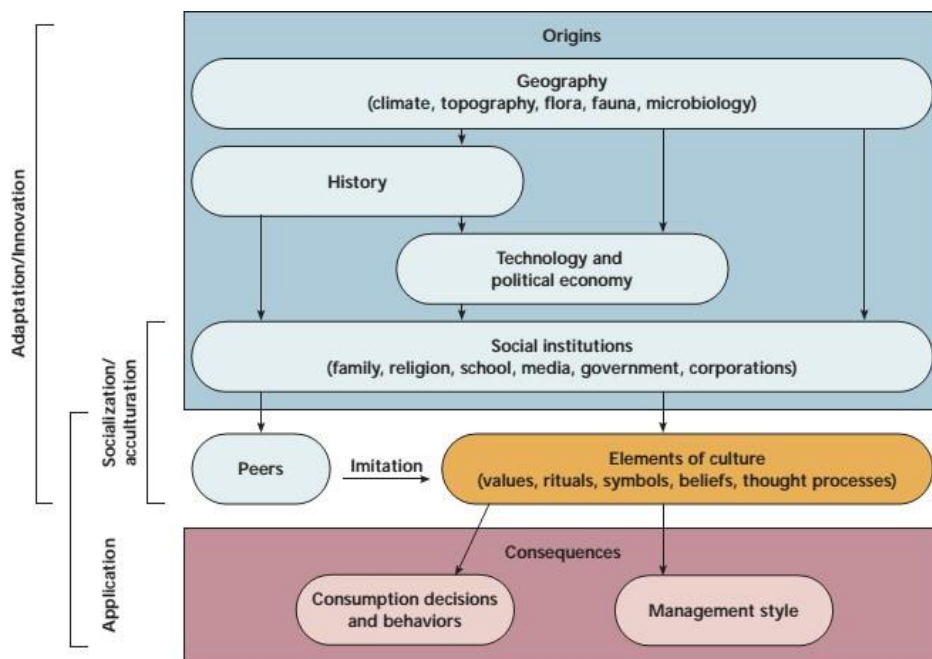 Origins
Geography
(climate, topography, flora, fauna, microbiology)
History
Technology and
political economy
Social institutions
(family, religion, school, media, government, corporations)
Peers
Imitation
Elements of culture
(values, rituals, symbols, beliefs, thought processes)
Consequences
Consumption decisions
and behaviors
Management style
Adaptation/Innovation
Socialization/
acculturation
Application